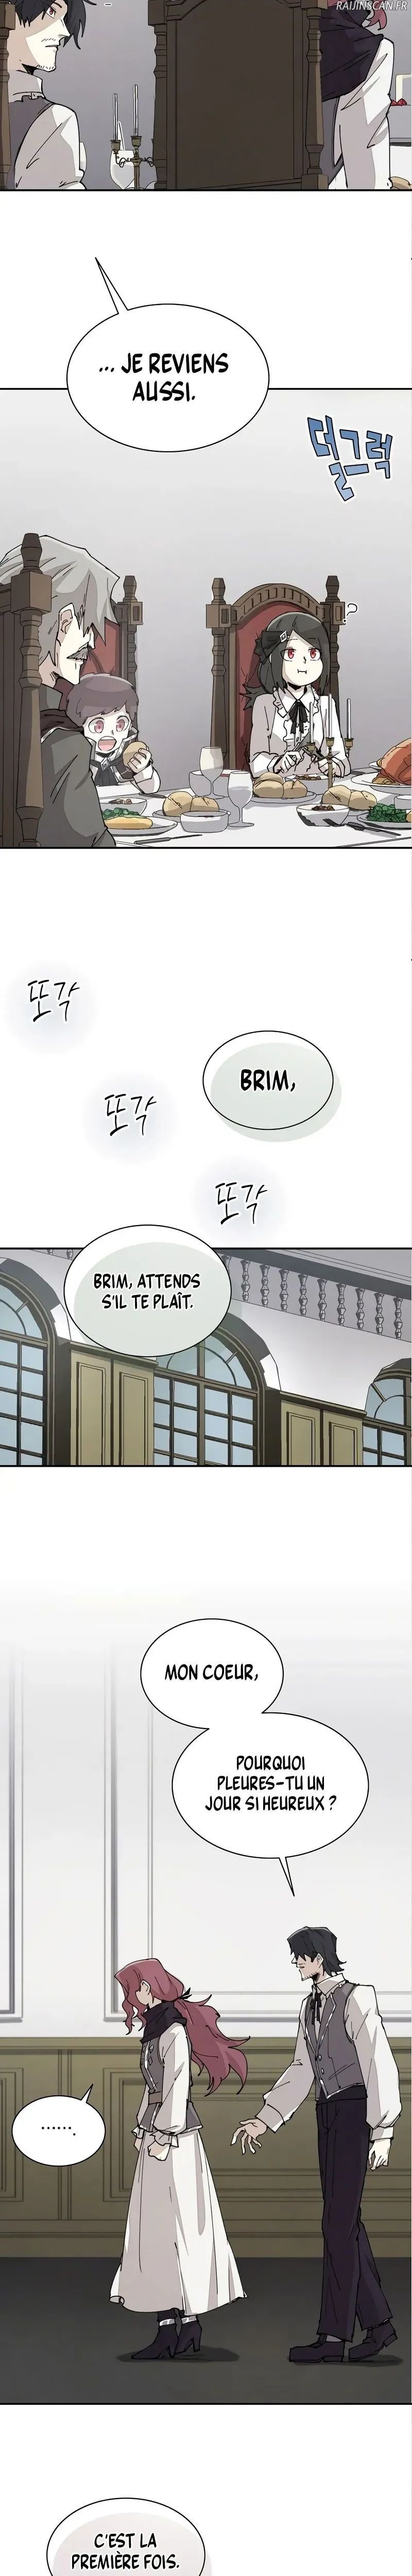 RAIJINSCAN.FR
... JE REVIENS
AUSSI.
덜그럭
?
또각
BRIM,
또각
또각
BRIM, ATTENDS
S'IL TE PLAÎT.
MON COEUR,
POURQUOI
PLEURES-TU UN
JOUR SI HEUREUX ?
.......
C'EST LA
PREMIÈRE FOIS.